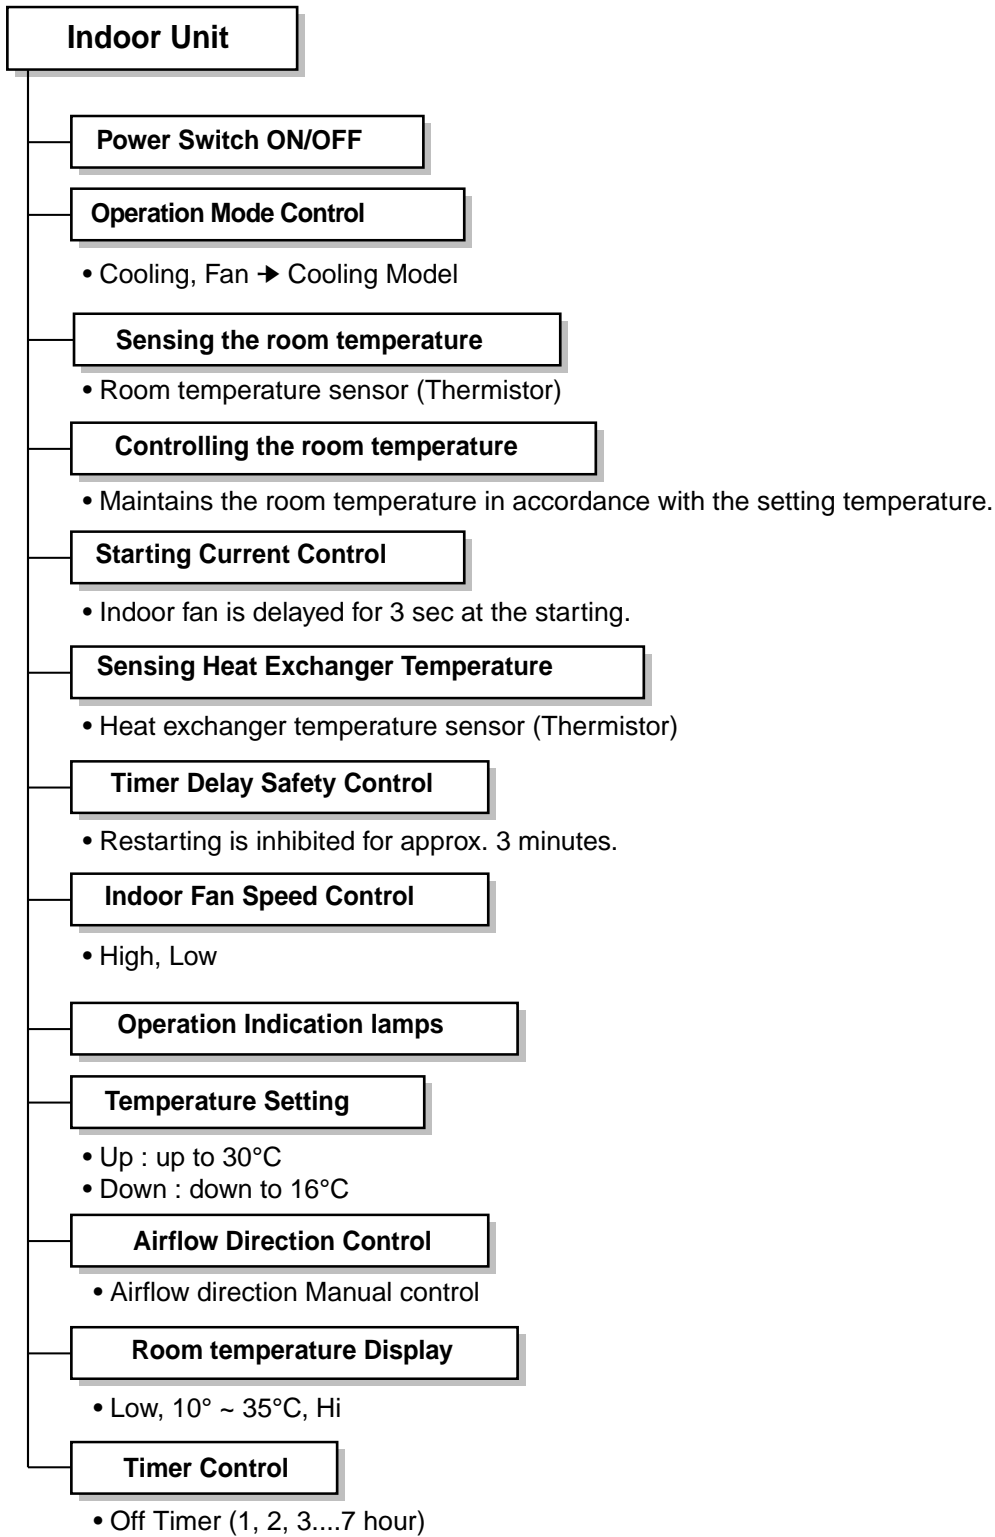 Indoor Unit
Power Switch ON/OFF
Operation Mode Control
• Cooling, Fan ➔ Cooling Model
Sensing the room temperature
• Room temperature sensor (Thermistor)
Controlling the room temperature
• Maintains the room temperature in accordance with the setting temperature.
Starting Current Control
• Indoor fan is delayed for 3 sec at the starting.
Sensing Heat Exchanger Temperature
• Heat exchanger temperature sensor (Thermistor)
Timer Delay Safety Control
• Restarting is inhibited for approx. 3 minutes.
Indoor Fan Speed Control
• High, Low
Operation Indication lamps
Temperature Setting
• Up : up to 30°C
• Down : down to 16°C
Airflow Direction Control
• Airflow direction Manual control
Room temperature Display
• Low, 10° ~ 35°C, Hi
Timer Control
• Off Timer (1, 2, 3....7 hour)